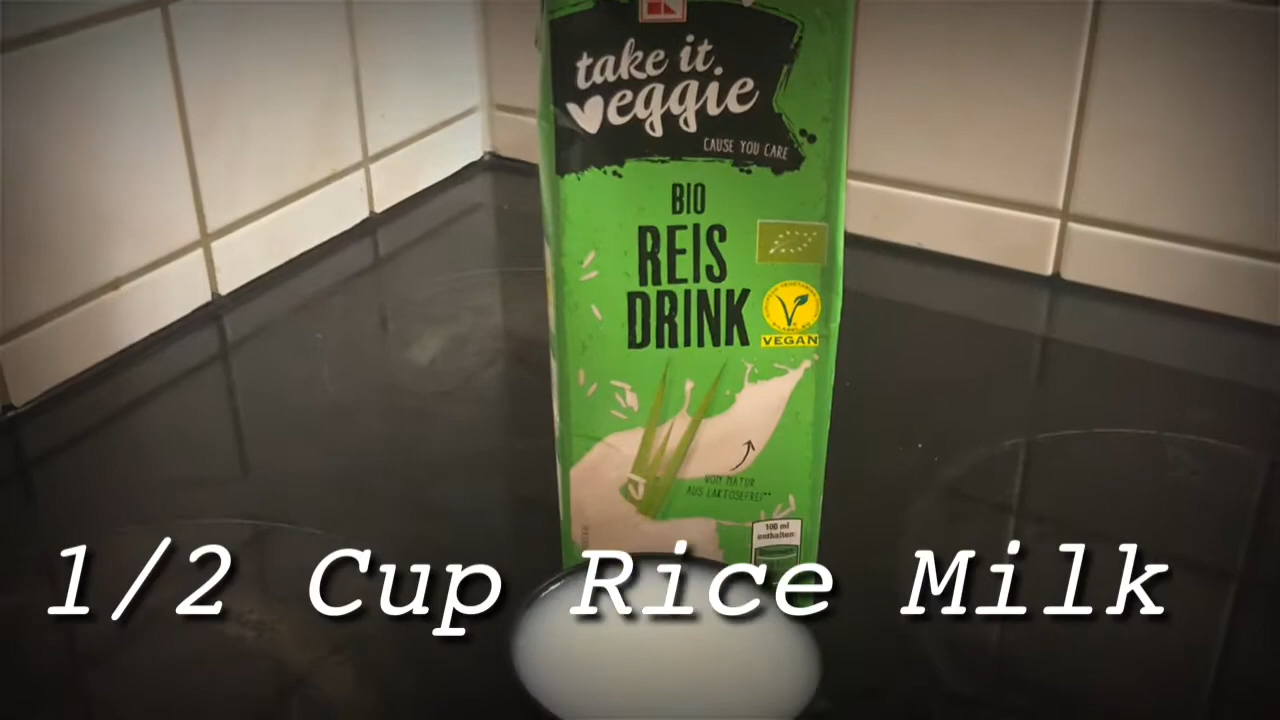 take it
veggie
CAUSE YOU CARE
BIO
REIS
DRINK
VEGAN
VON NATUR
AUS LAKTOSEFREI**
100 ml
enthalten:
1/2 Cup Rice Milk